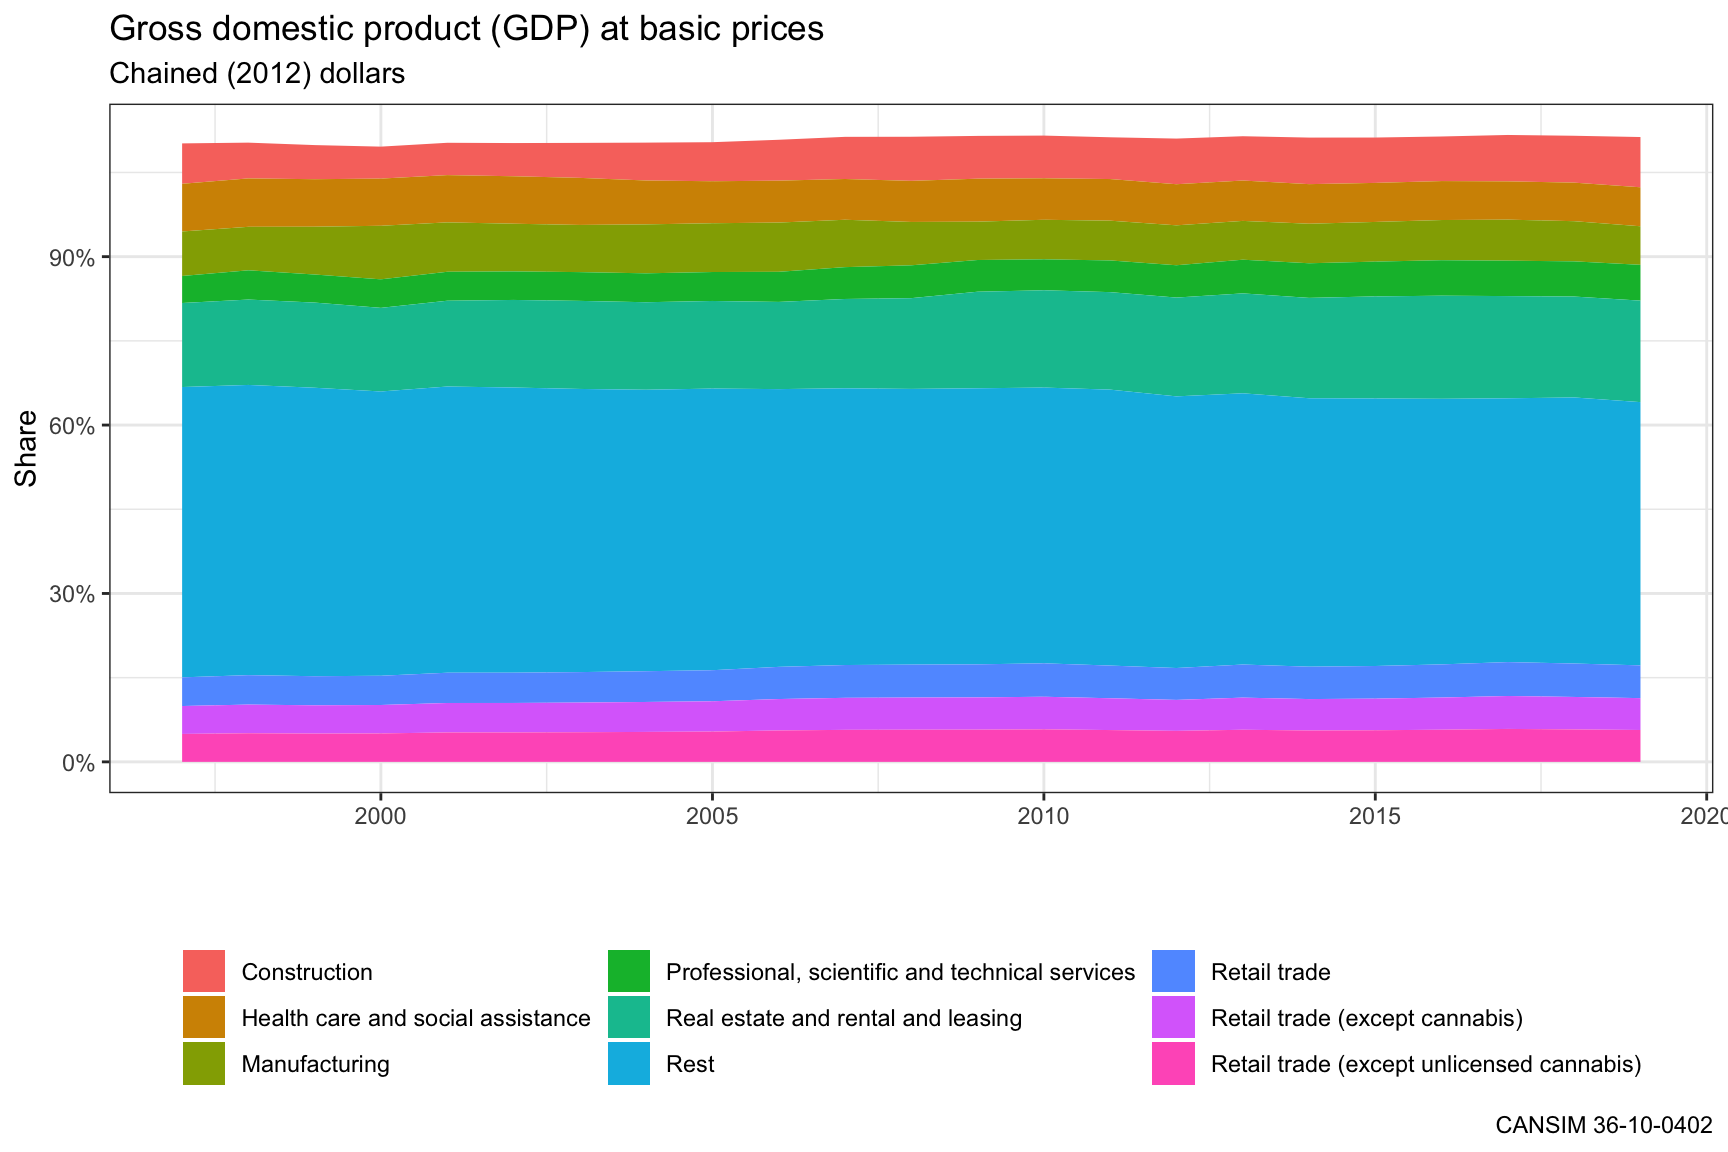 Gross domestic product (GDP) at basic prices
Chained (2012) dollars
Share
90%
60%
30%
0%
2000 2005 2010 2015 2020
Construction
Health care and social assistance
Manufacturing
Professional, scientific and technical services
Real estate and rental and leasing
Rest
Retail trade
Retail trade (except cannabis)
Retail trade (except unlicensed cannabis)
CANSIM 36-10-0402